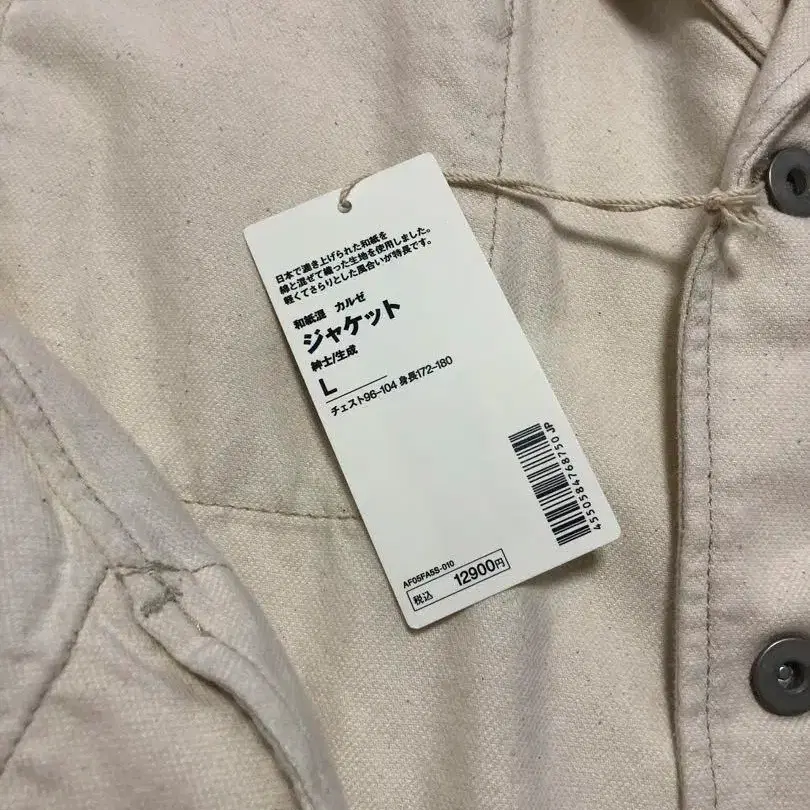 日本で漉き上げられた和紙を
綿と混ぜて織った生地を使用しました。
軽くてさらりとした風合いが特長です。
和紙混 カルゼ
ジャケット
紳士/生成
L
チェスト96-104 身長172-180
4550584768750 JP
AF0SFASS-010
税込 12900円